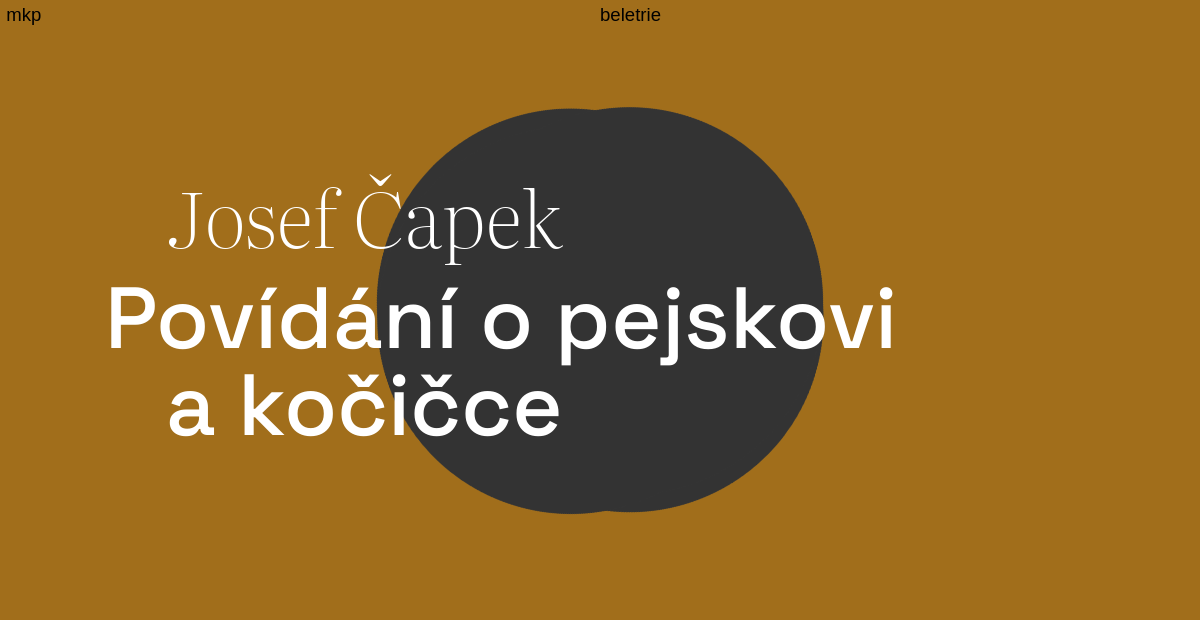 mkp
beletrie
Josef Čapek
Povídání o pejskovi
a kočičce